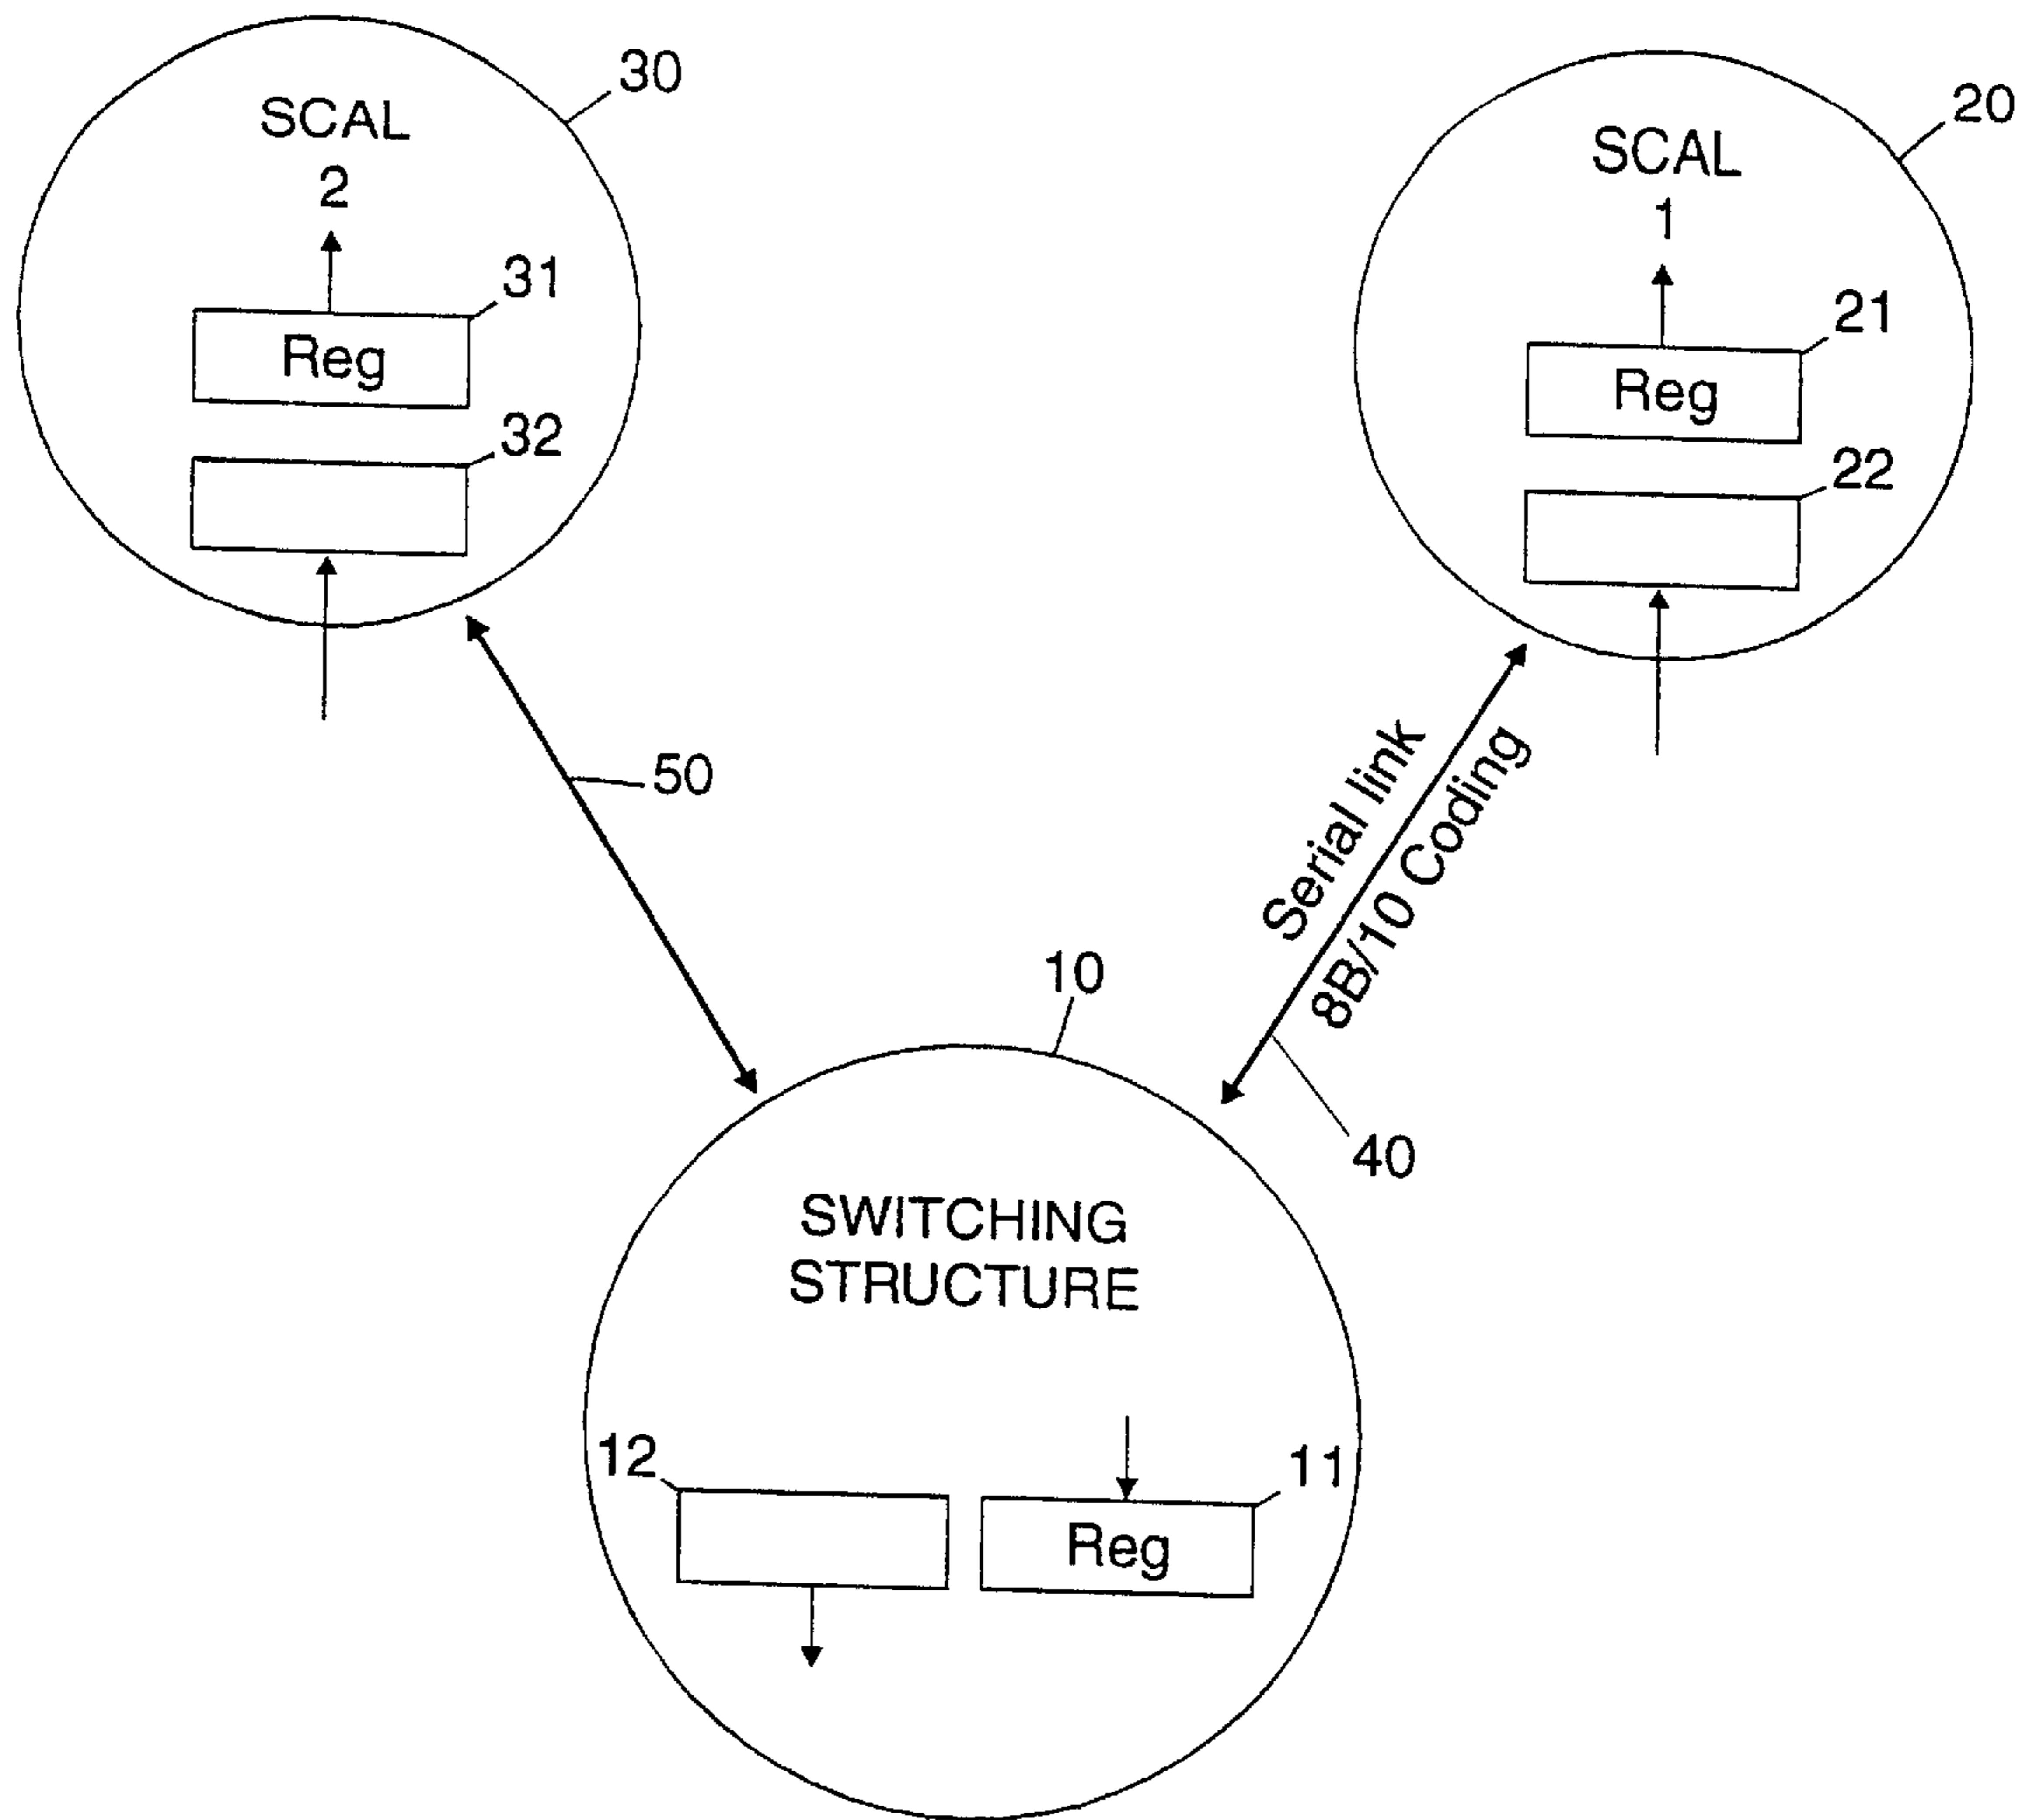 30
SCAL
2
31
Reg
32
20
SCAL
1
21
Reg
22
50
Serial link
8B/10 Coding
40
10
SWITCHING
STRUCTURE
12
11
Reg